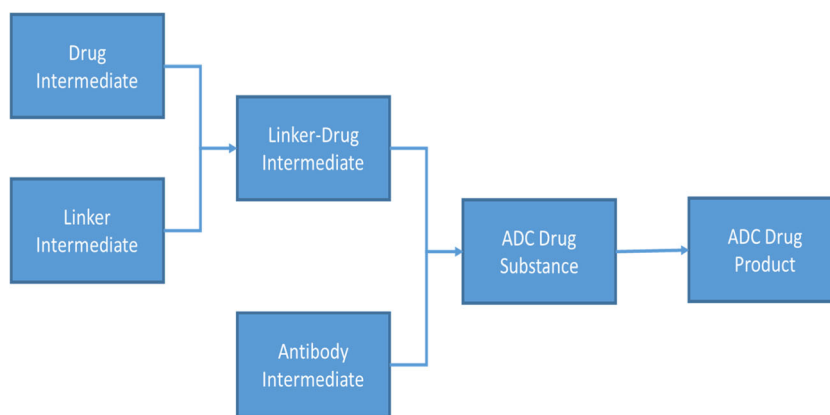 Drug
Intermediate
Linker
Intermediate
Linker-Drug
Intermediate
Antibody
Intermediate
ADC Drug
Substance
ADC Drug
Product